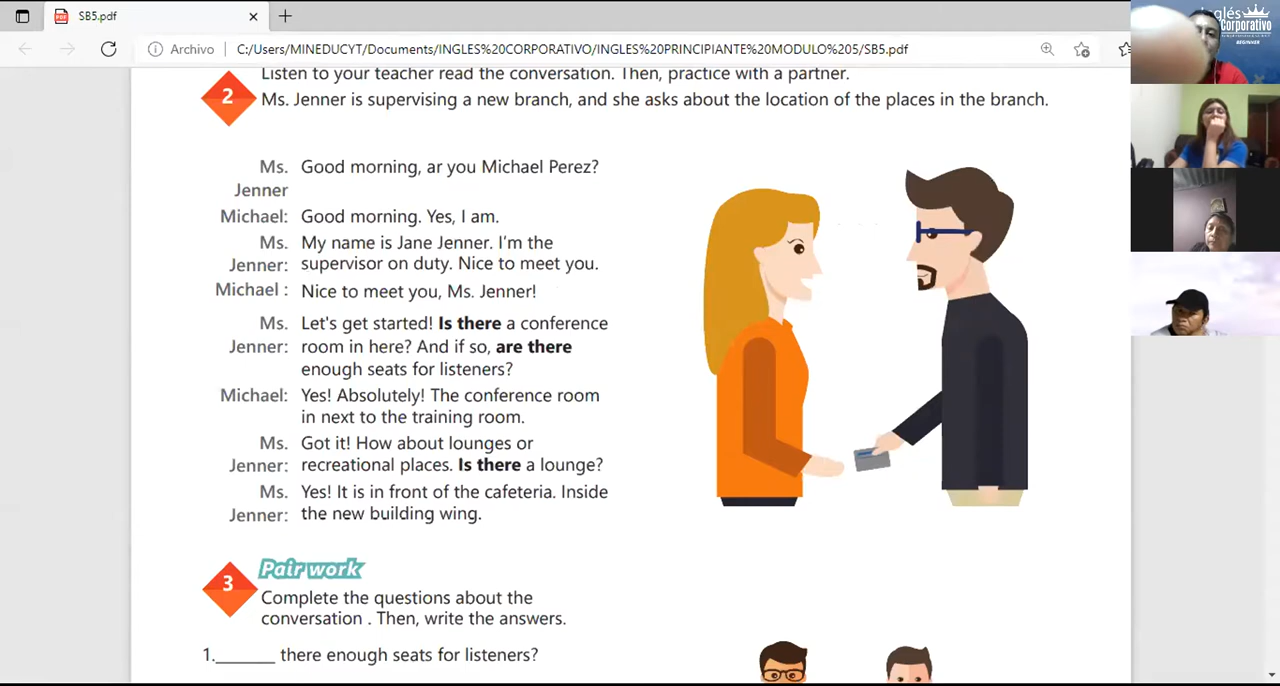 SB5.pdf
Archivo
C:/Users/MINEDUCYT/Documents/INGLES%20CORPORATIVO/INGLES%20PRINCIPIANTE%20MODULO%205/SB5.pdf
inglés
Corporativo
BEGINNER
Listen to your teacher read the conversation. Then, practice with a partner.
2
Ms. Jenner is supervising a new branch, and she asks about the location of the places in the branch.
Ms. Good morning, ar you Michael Perez?
Jenner
Michael: Good morning. Yes, I am.
Ms. My name is Jane Jenner. I'm the
Jenner: supervisor on duty. Nice to meet you.
Michael : Nice to meet you, Ms. Jenner!
Ms. Let's get started! Is there a conference
Jenner: room in here? And if so, are there
enough seats for listeners?
Michael: Yes! Absolutely! The conference room
in next to the training room.
Ms. Got it! How about lounges or
Jenner: recreational places. Is there a lounge?
Ms. Yes! It is in front of the cafeteria. Inside
Jenner: the new building wing.
3
Pair work
Complete the questions about the
conversation . Then, write the answers.
1._______ there enough seats for listeners?